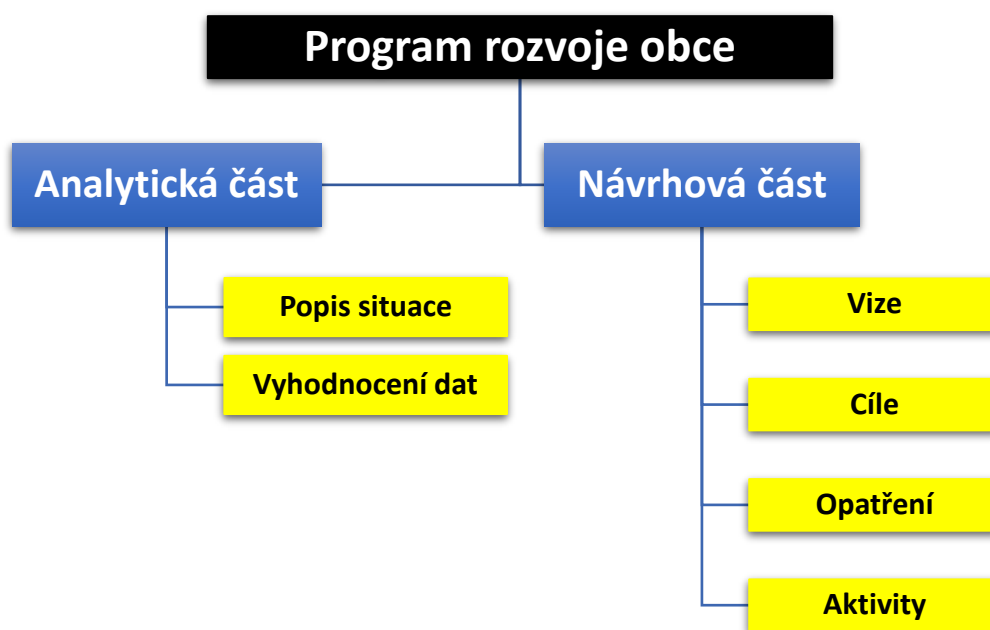 Program rozvoje obce
Analytická část
Návrhová část
Popis situace
Vyhodnocení dat
Vize
Cíle
Opatření
Aktivity